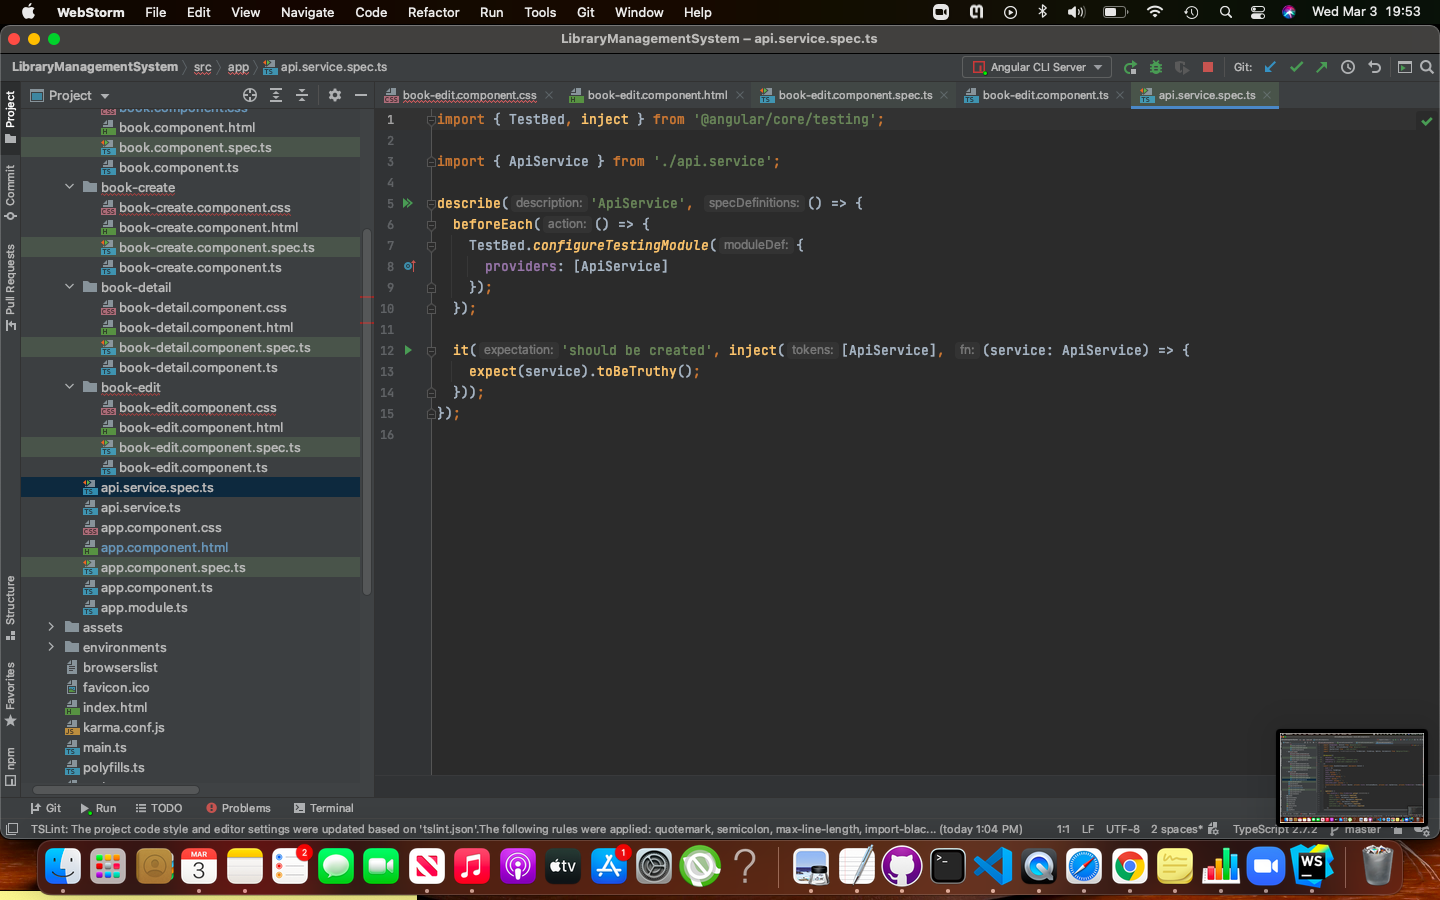 WebStorm File Edit View Navigate Code Refactor Run Tools Git Window Help Wed Mar 3 19:53
LibraryManagementSystem – api.service.spec.ts
LibraryManagementSystem src app api.service.spec.ts Angular CLI Server Git:
Project
book-edit.component.css book-edit.component.html book-edit.component.spec.ts book-edit.component.ts api.service.spec.ts
Project
Commit
Pull Requests
Structure
Favorites
npm
book.component.css
book.component.html
book.component.spec.ts
book.component.ts
book-create
book-create.component.css
book-create.component.html
book-create.component.spec.ts
book-create.component.ts
book-detail
book-detail.component.css
book-detail.component.html
book-detail.component.spec.ts
book-detail.component.ts
book-edit
book-edit.component.css
book-edit.component.html
book-edit.component.spec.ts
book-edit.component.ts
api.service.spec.ts
api.service.ts
app.component.css
app.component.html
app.component.spec.ts
app.component.ts
app.module.ts
assets
environments
browserslist
favicon.ico
index.html
karma.conf.js
main.ts
polyfills.ts
1 import { TestBed, inject } from '@angular/core/testing';
2
3 import { ApiService } from './api.service';
4
5 describe( description: 'ApiService', specDefinitions: () => {
6 beforeEach( action: () => {
7 TestBed.configureTestingModule( moduleDef: {
8 providers: [ApiService]
9 });
10 });
11
12 it( expectation: 'should be created', inject( tokens: [ApiService], fn: (service: ApiService) => {
13 expect(service).toBeTruthy();
14 }));
15 });
16
Git Run TODO Problems Terminal
TSLint: The project code style and editor settings were updated based on 'tslint.json'.The following rules were applied: quotemark, semicolon, max-line-length, import-blac... (today 1:04 PM) 1:1 LF UTF-8 2 spaces* TypeScript 2.7.2 master
MAR
3
2
tv
1
WS